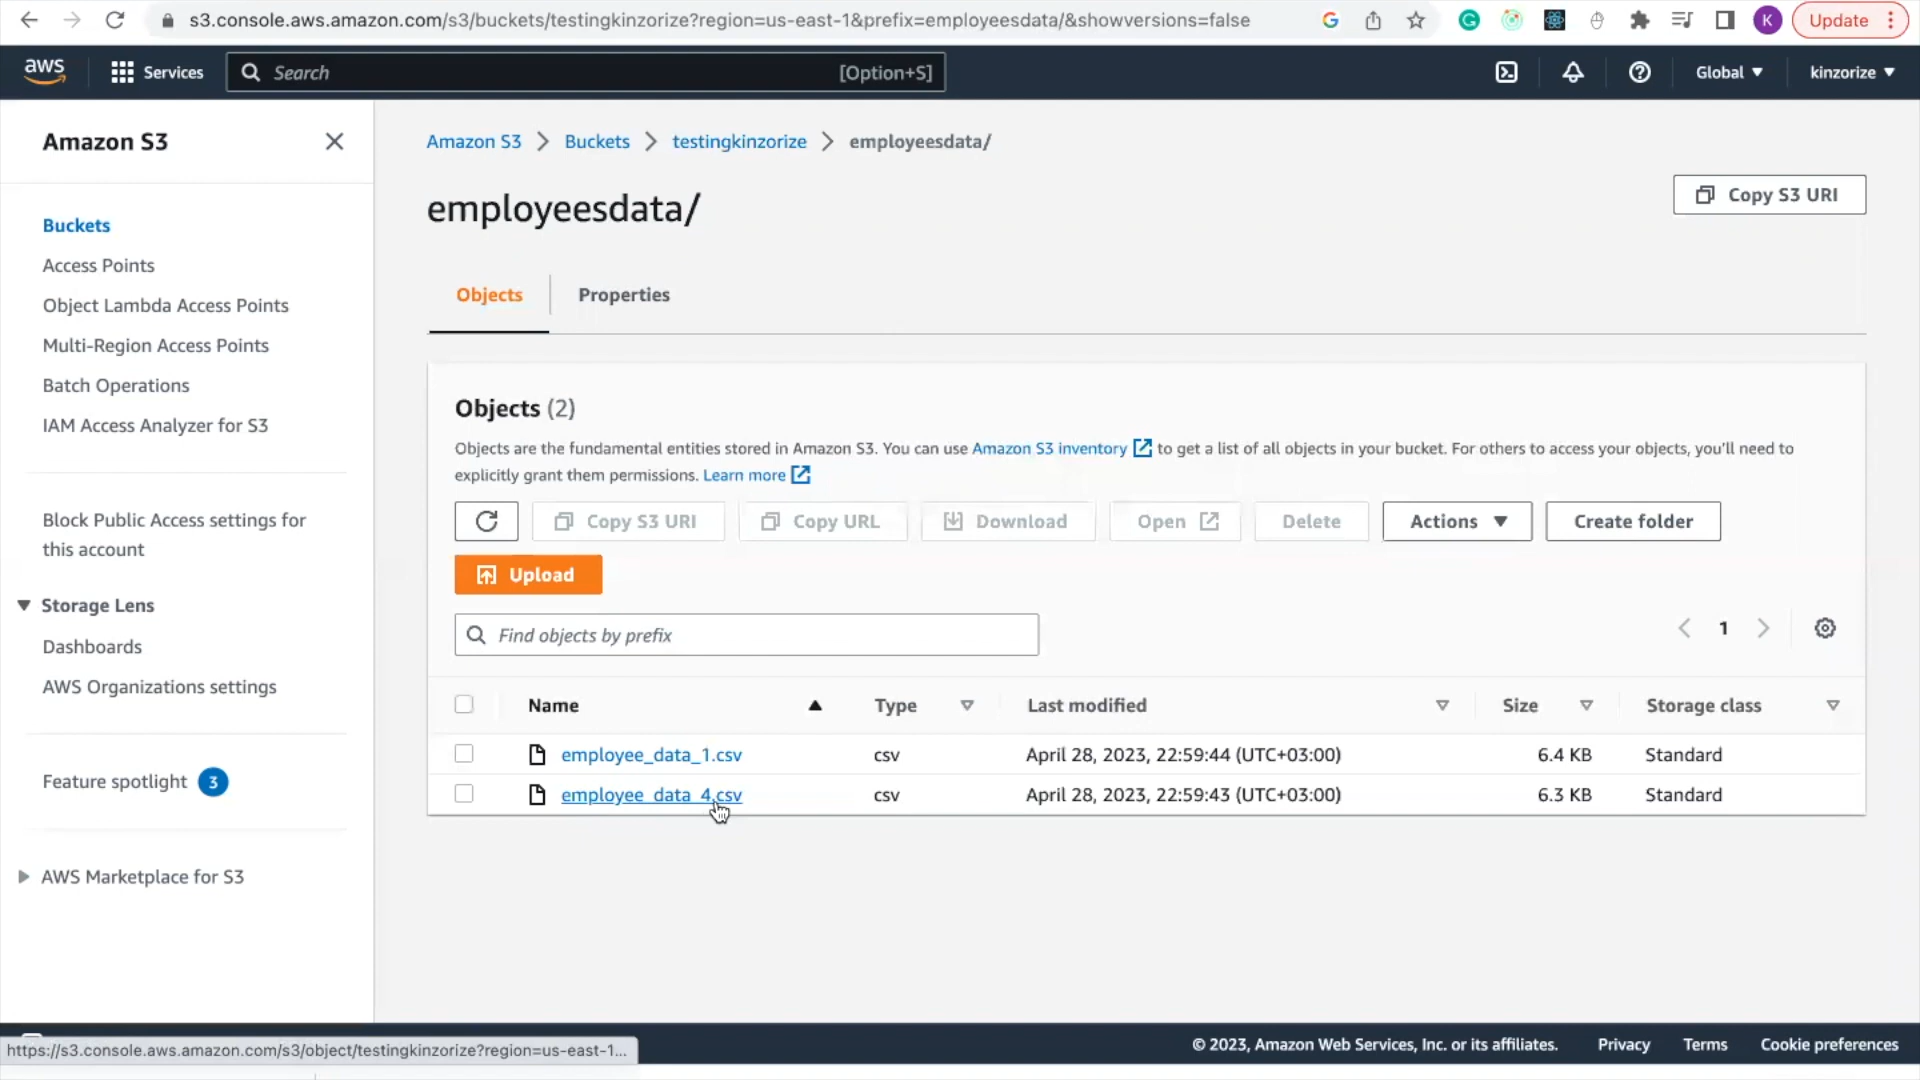 s3.console.aws.amazon.com/s3/buckets/testingkinzorize?region=us-east-1&prefix=employeesdata/&showversions=false
K
Update
aws
Services
Search
[Option+S]
Global
kinzorize
Amazon S3
Buckets
Access Points
Object Lambda Access Points
Multi-Region Access Points
Batch Operations
IAM Access Analyzer for S3
Block Public Access settings for
this account
Storage Lens
Dashboards
AWS Organizations settings
Feature spotlight 3
AWS Marketplace for S3
Amazon S3 > Buckets > testingkinzorize > employeesdata/
employeesdata/
Copy S3 URI
Objects
Properties
Objects (2)
Objects are the fundamental entities stored in Amazon S3. You can use Amazon S3 inventory to get a list of all objects in your bucket. For others to access your objects, you'll need to
explicitly grant them permissions. Learn more
Copy S3 URI
Copy URL
Download
Open
Delete
Actions
Create folder
Upload
Find objects by prefix
1
Name Type Last modified Size Storage class
employee_data_1.csv csv April 28, 2023, 22:59:44 (UTC+03:00) 6.4 KB Standard
employee_data_4.csv csv April 28, 2023, 22:59:43 (UTC+03:00) 6.3 KB Standard
https://s3.console.aws.amazon.com/s3/object/testingkinzorize?region=us-east-1...
© 2023, Amazon Web Services, Inc. or its affiliates.
Privacy
Terms
Cookie preferences